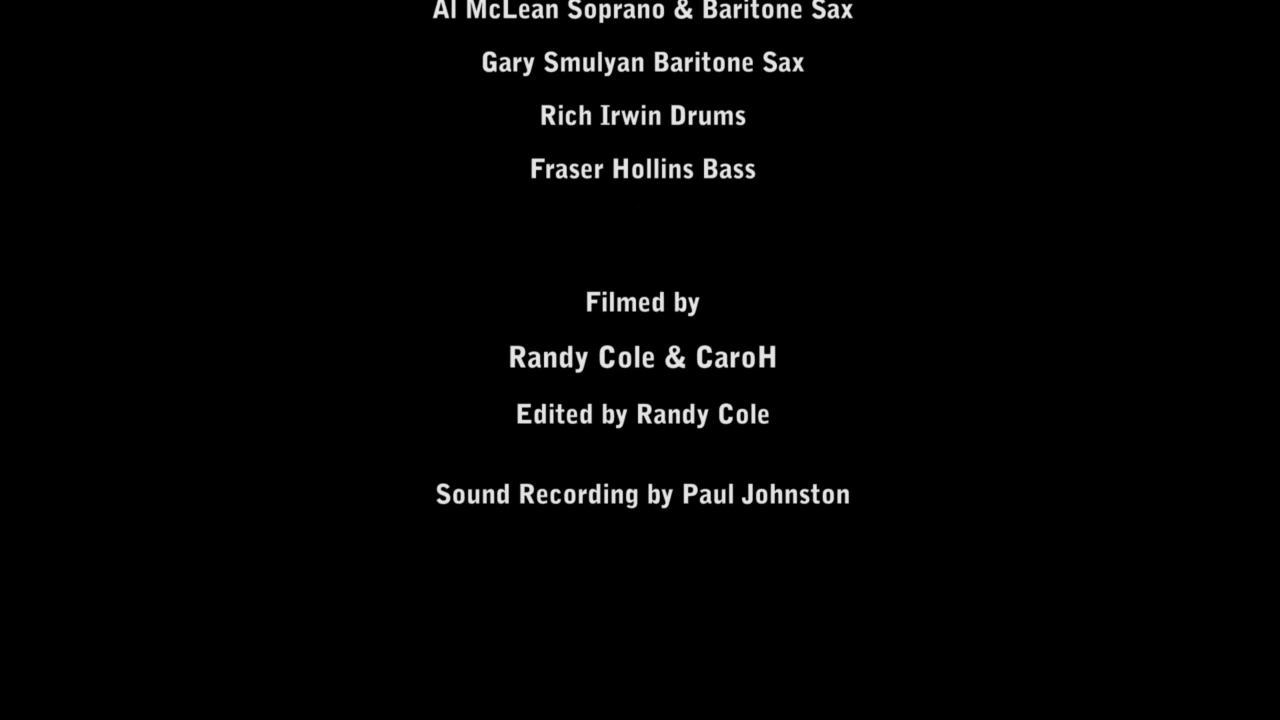 Al McLean Soprano & Baritone Sax
Gary Smulyan Baritone Sax
Rich Irwin Drums
Fraser Hollins Bass
Filmed by
Randy Cole & CaroH
Edited by Randy Cole
Sound Recording by Paul Johnston